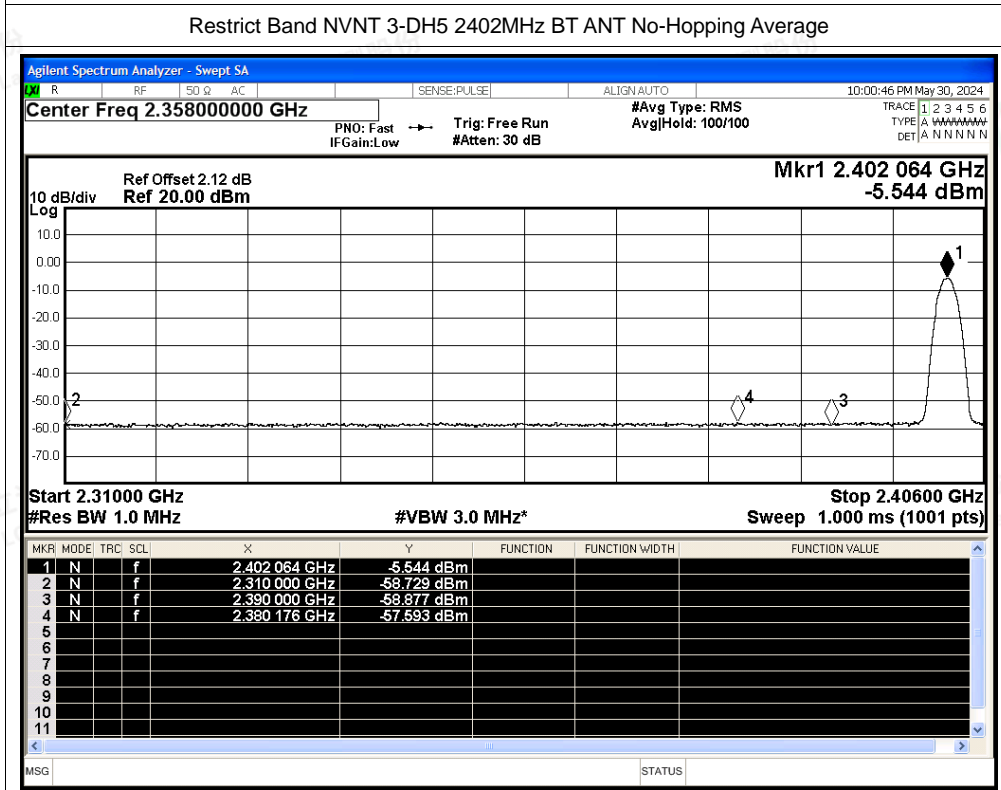 Restrict Band NVNT 3-DH5 2402MHz BT ANT No-Hopping Average
Agilent Spectrum Analyzer - Swept SA
LXI R RF 50 Ω AC SENSE:PULSE ALIGN AUTO 10:00:46 PM May 30, 2024
Center Freq 2.358000000 GHz #Avg Type: RMS TRACE 1 2 3 4 5 6
PNO: Fast Trig: Free Run Avg|Hold: 100/100 TYPE A WWWWW
IFGain:Low #Atten: 30 dB DET A N N N N N
Mkr1 2.402 064 GHz
-5.544 dBm
Ref Offset 2.12 dB
10 dB/div Ref 20.00 dBm
Log
10.0
0.00
1
-10.0
-20.0
-30.0
-40.0
-50.0
2 4 3
-60.0
-70.0
Start 2.31000 GHz Stop 2.40600 GHz
#Res BW 1.0 MHz #VBW 3.0 MHz* Sweep 1.000 ms (1001 pts)
MKR MODE TRC SCL X Y FUNCTION FUNCTION WIDTH FUNCTION VALUE
1 N f 2.402 064 GHz -5.544 dBm
2 N f 2.310 000 GHz -58.729 dBm
3 N f 2.390 000 GHz -58.877 dBm
4 N f 2.380 176 GHz -57.593 dBm
5
6
7
8
9
10
11
MSG STATUS